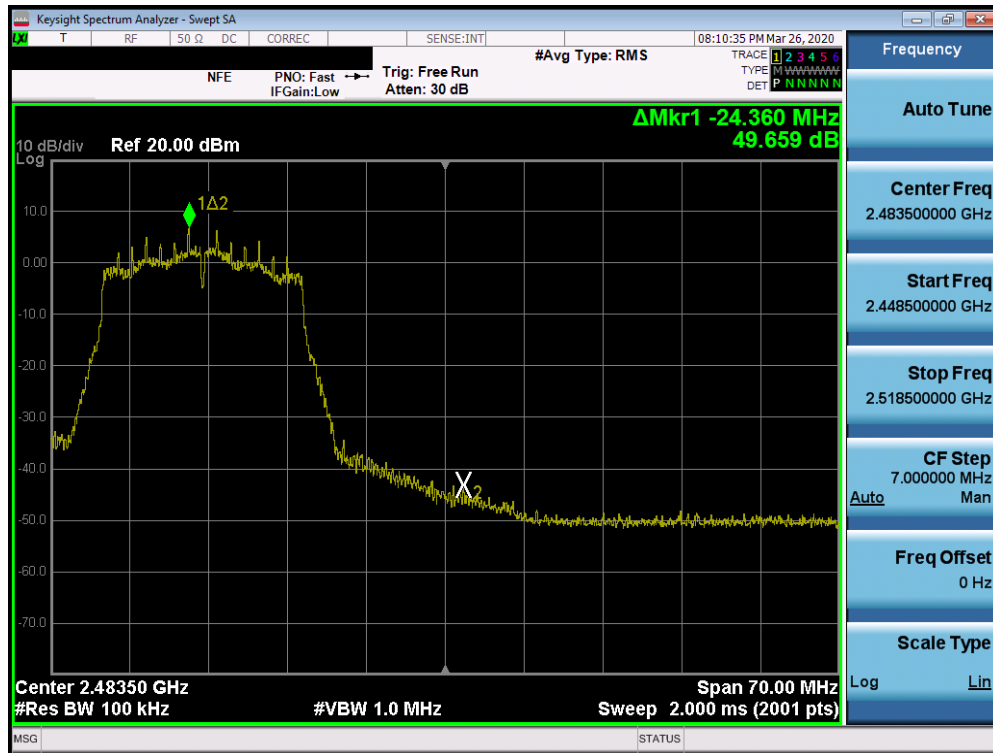 Keysight Spectrum Analyzer - Swept SA
LXI T RF 50 Ω DC CORREC SENSE:INT 08:10:35 PM Mar 26, 2020
#Avg Type: RMS TRACE 1 2 3 4 5 6
NFE PNO: Fast Trig: Free Run TYPE M WWWWW
IFGain:Low Atten: 30 dB DET P N N N N N
ΔMkr1 -24.360 MHz
49.659 dB
10 dB/div Ref 20.00 dBm
Log
1Δ2
10.0
0.00
-10.0
-20.0
-30.0
-40.0
X2
-50.0
-60.0
-70.0
Center 2.48350 GHz Span 70.00 MHz
#Res BW 100 kHz #VBW 1.0 MHz Sweep 2.000 ms (2001 pts)
MSG STATUS
Frequency
Auto Tune
Center Freq
2.483500000 GHz
Start Freq
2.448500000 GHz
Stop Freq
2.518500000 GHz
CF Step
7.000000 MHz
Auto Man
Freq Offset
0 Hz
Scale Type
Log Lin